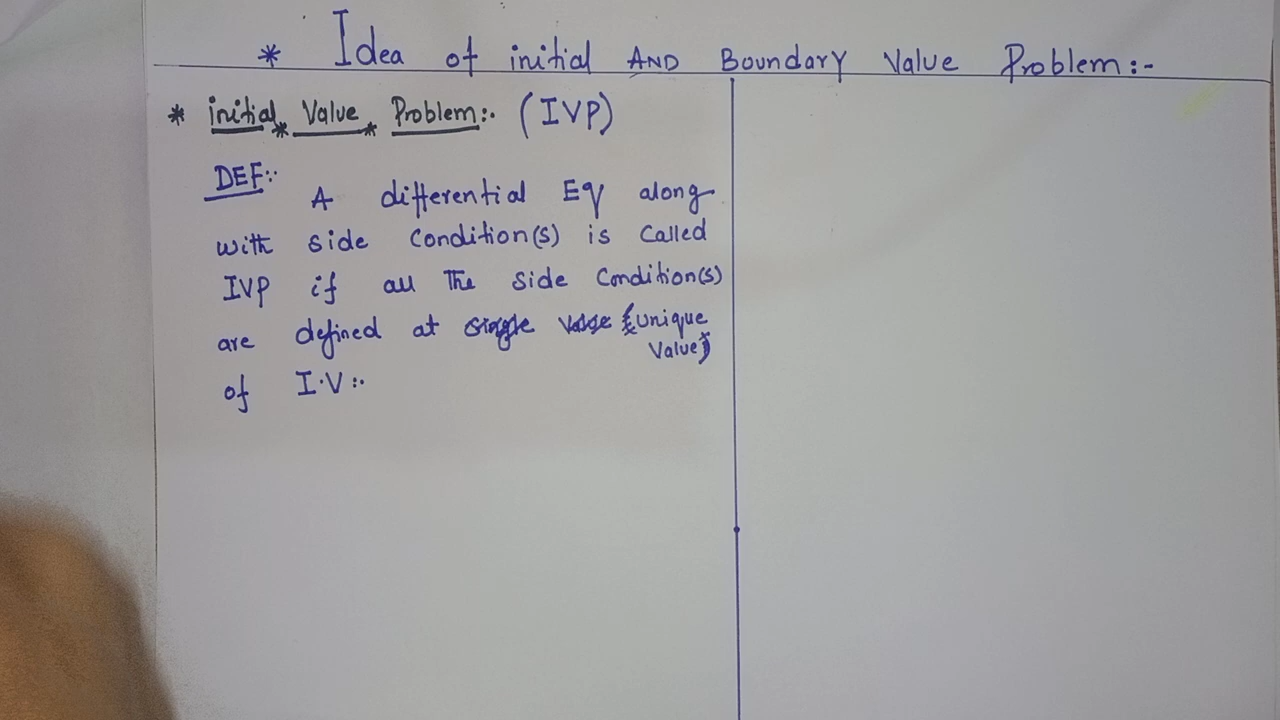 * Idea of initial AND Boundary Value Problem:-
* initial * Value * Problem:. (IVP)
DEF:.
A differential Eq along
with side condition(s) is called
IVP if all The side Condition(s)
are defined at single value {unique
Value}
of I.V:.